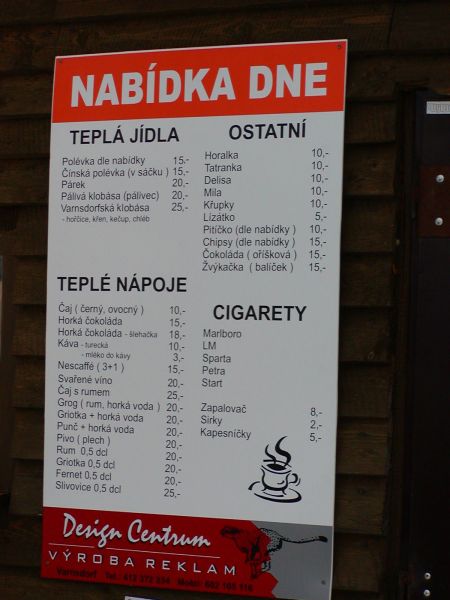 NABÍDKA DNE
TEPLÁ JÍDLA
Polévka dle nabídky 15,-
Čínská polévka (v sáčku) 15,-
Párek 20,-
Pálivá klobása (pálivec) 20,-
Varnsdorfská klobása 25,-
- hořčice, křen, kečup, chléb
TEPLÉ NÁPOJE
Čaj ( černý, ovocný ) 10,-
Horká čokoláda 15,-
Horká čokoláda - šlehačka 18,-
Káva - turecká 10,-
- mléko do kávy 3,-
Nescaffé ( 3+1 ) 15,-
Svařené víno 20,-
Čaj s rumem 25,-
Grog ( rum, horká voda ) 20,-
Griotka + horká voda 20,-
Punč + horká voda 20,-
Pivo ( plech ) 20,-
Rum 0,5 dcl 20,-
Griotka 0,5 dcl 20,-
Fernet 0,5 dcl 20,-
Slivovice 0,5 dcl 25,-
OSTATNÍ
Horalka 10,-
Tatranka 10,-
Delisa 10,-
Mila 10,-
Křupky 10,-
Lízátko 5,-
Pitíčko (dle nabídky ) 10,-
Chipsy (dle nabídky ) 15,-
Čokoláda ( oříšková ) 15,-
Žvýkačka ( balíček ) 15,-
CIGARETY
Marlboro
LM
Sparta
Petra
Start
Zapalovač 8,-
Sirky 2,-
Kapesníčky 5,-
Design Centrum
VÝROBA REKLAM
Varnsdorf Tel. 412 372 254 Mobil